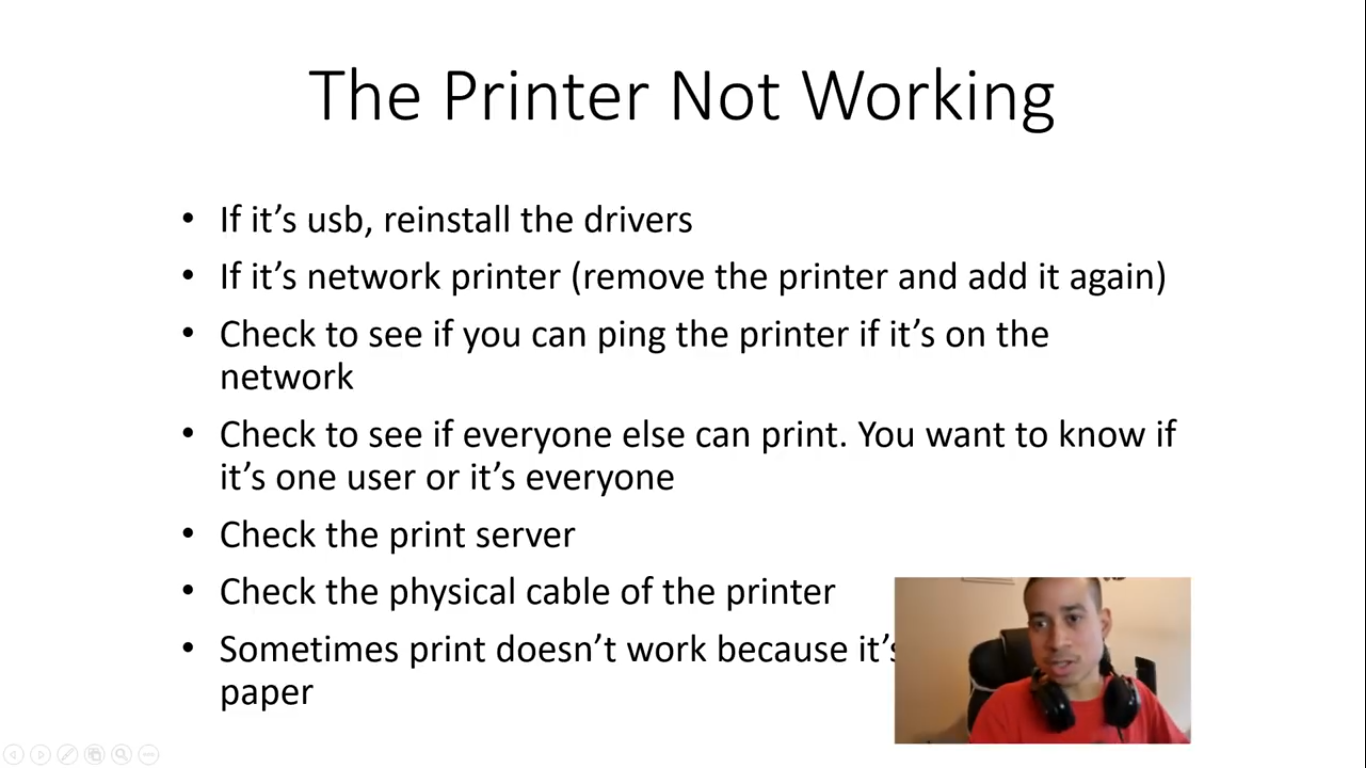 The Printer Not Working
• If it’s usb, reinstall the drivers
• If it’s network printer (remove the printer and add it again)
• Check to see if you can ping the printer if it’s on the
network
• Check to see if everyone else can print. You want to know if
it’s one user or it’s everyone
• Check the print server
• Check the physical cable of the printer
• Sometimes print doesn’t work because it’s
paper